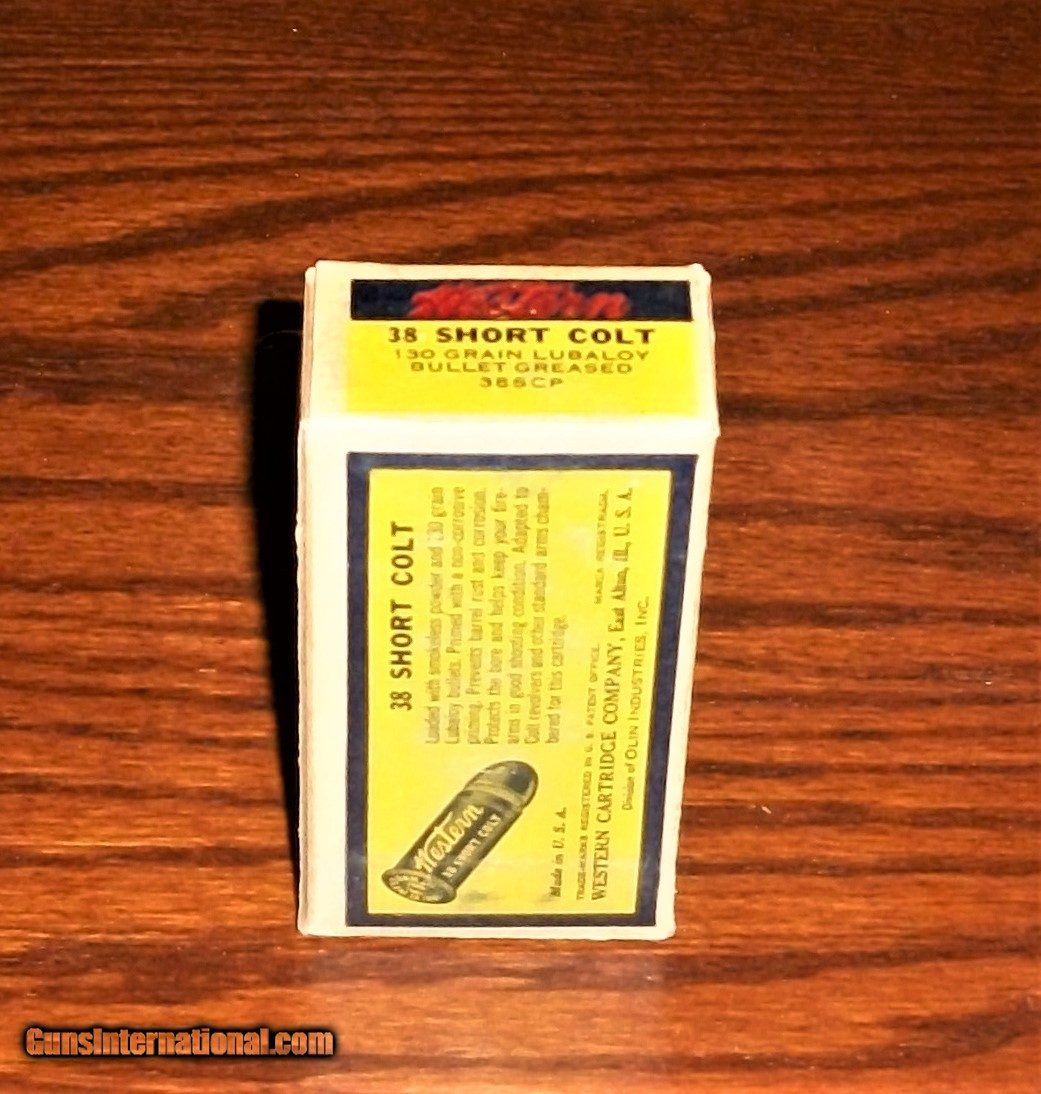 Western
38 SHORT COLT
130 GRAIN LUBALOY
BULLET GREASED
38SCP
38 SHORT COLT
Loaded with smokeless powder and 130 grain
Lubaloy bullets. Primed with a non-corrosive
priming. Prevents barrel rust and corrosion.
Protects the bore and helps keep your fire-
arms in good shooting condition. Adapted to
Colt revolvers and other standard arms cham-
bered for this cartridge.
Western
38 SHORT COLT
Made in U. S. A.
TRADE-MARKS REGISTERED IN U. S. PATENT OFFICE
MARCA REGISTRADA
WESTERN CARTRIDGE COMPANY, East Alton, Ill., U. S. A.
Division of OLIN INDUSTRIES, INC.
GunsInternational.com